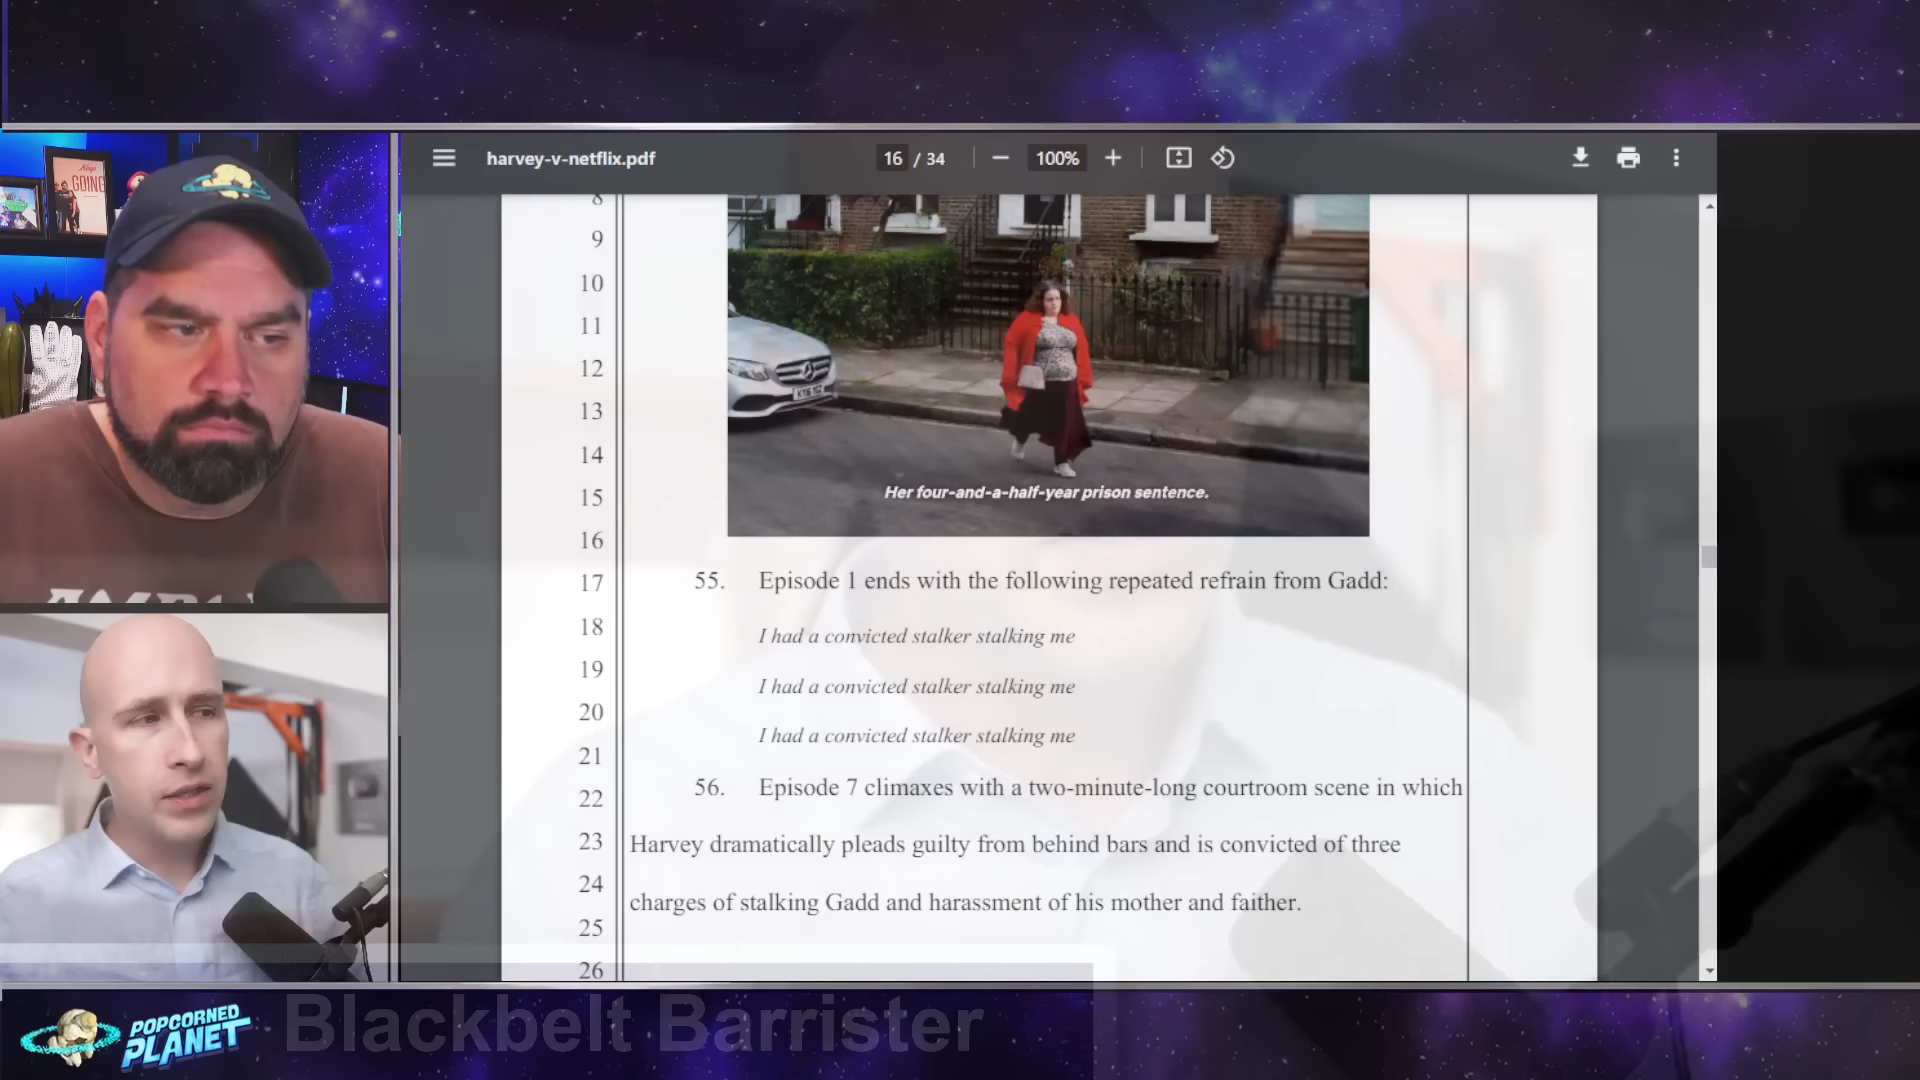 harvey-v-netflix.pdf
16 / 34
100%
GOING
8
9
10
11
12
13
14
15
16
17
18
19
20
21
22
23
24
25
26
Her four-and-a-half-year prison sentence.
55. Episode 1 ends with the following repeated refrain from Gadd:
I had a convicted stalker stalking me
I had a convicted stalker stalking me
I had a convicted stalker stalking me
56. Episode 7 climaxes with a two-minute-long courtroom scene in which
Harvey dramatically pleads guilty from behind bars and is convicted of three
charges of stalking Gadd and harassment of his mother and faither.
POPCORNED
PLANET
Blackbelt Barrister